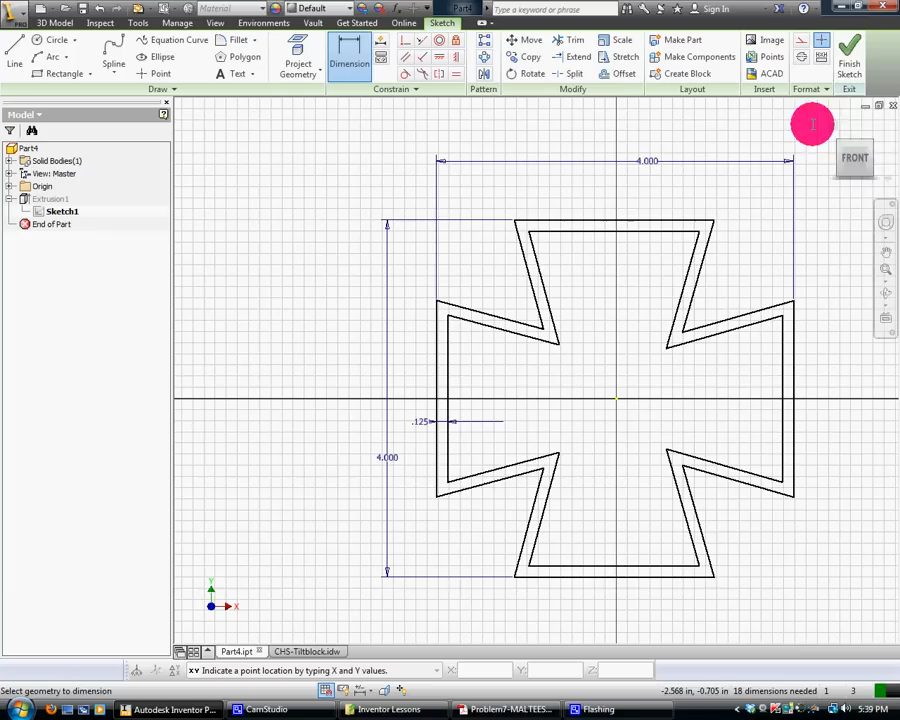 PRO
Material
Default
Part4
Type a keyword or phrase
Sign In
3D Model Inspect Tools Manage View Environments Vault Get Started Online Sketch
Line
Circle
Arc
Rectangle
Spline
Equation Curve
Ellipse
Point
Fillet
Polygon
Text
Project
Geometry
Dimension
Move Trim Scale
Copy Extend Stretch
Rotate Split Offset
Make Part
Make Components
Create Block
Image
Points
ACAD
Finish
Sketch
Draw Constrain Pattern Modify Layout Insert Format Exit
Model
Part4
Solid Bodies(1)
View: Master
Origin
Extrusion1
Sketch1
End of Part
FRONT
4.000
.125
4.000
Y
X
Part4.ipt CHS-Tiltblock.idw
XY Indicate a point location by typing X and Y values. X: Y: Z:
Select geometry to dimension
-2.568 in, -0.705 in 18 dimensions needed 1 3
Autodesk Inventor P...
CamStudio
Inventor Lessons
Problem7-MALTEES...
Flashing
5:39 PM